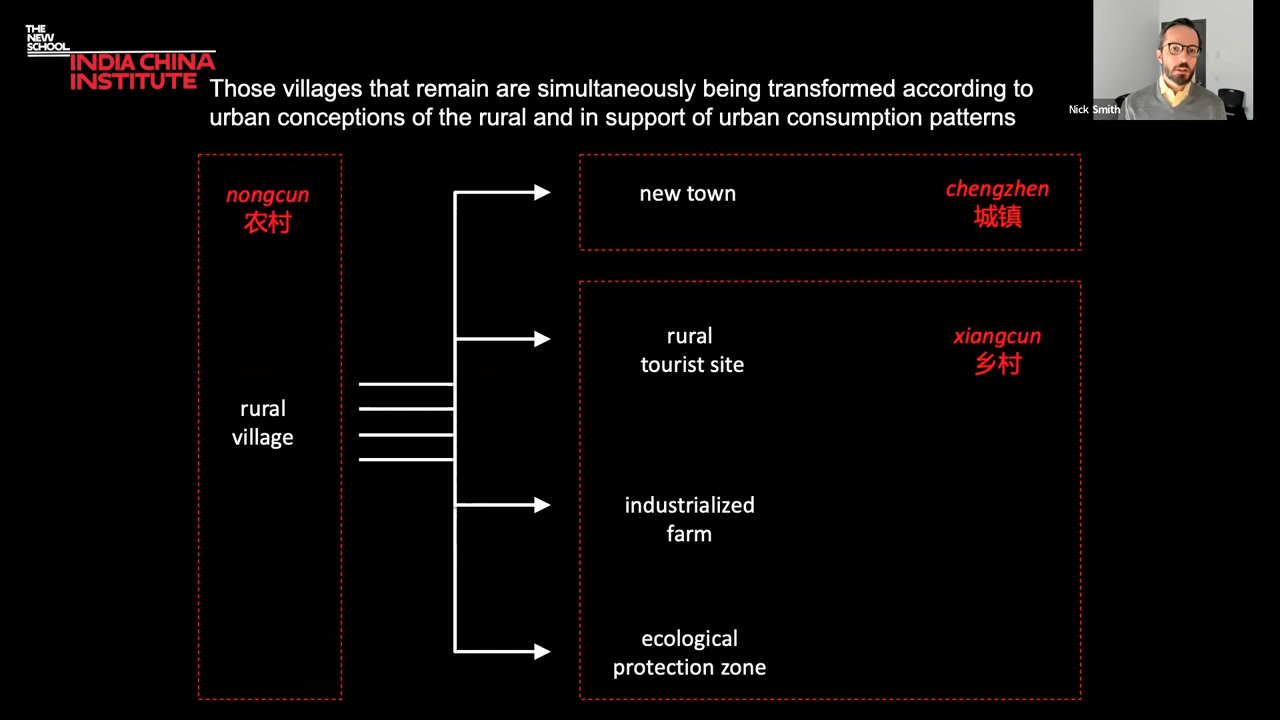 THE
NEW
SCHOOL
INDIA CHINA
INSTITUTE
Those villages that remain are simultaneously being transformed according to
urban conceptions of the rural and in support of urban consumption patterns
Nick Smith
nongcun
农村
rural
village
new town
chengzhen
城镇
rural
tourist site
xiangcun
乡村
industrialized
farm
ecological
protection zone